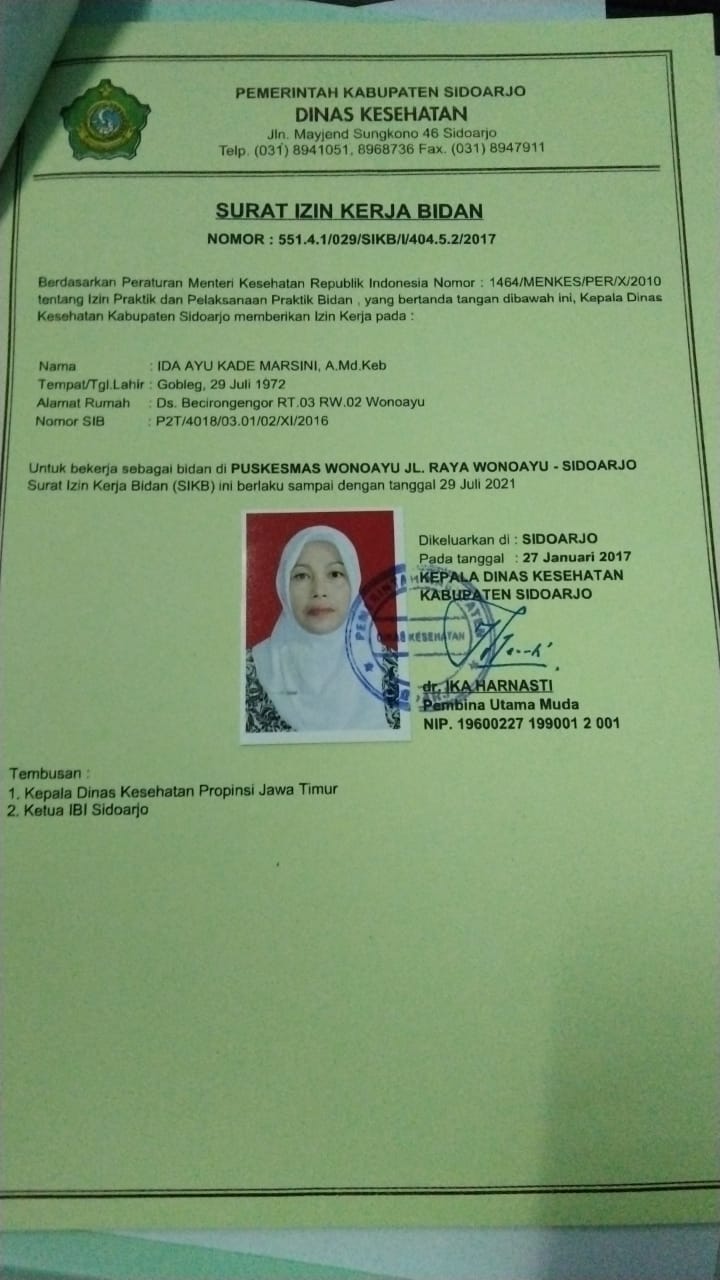 PEMERINTAH KABUPATEN SIDOARJO
DINAS KESEHATAN
Jln. Mayjend Sungkono 46 Sidoarjo
Telp. (031) 8941051, 8968736 Fax. (031) 8947911
SURAT IZIN KERJA BIDAN
NOMOR : 551.4.1/029/SIKB/I/404.5.2/2017
Berdasarkan Peraturan Menteri Kesehatan Republik Indonesia Nomor : 1464/MENKES/PER/X/2010
tentang Izin Praktik dan Pelaksanaan Praktik Bidan , yang bertanda tangan dibawah ini, Kepala Dinas
Kesehatan Kabupaten Sidoarjo memberikan Izin Kerja pada :
Nama : IDA AYU KADE MARSINI, A.Md.Keb
Tempat/Tgl.Lahir : Gobleg, 29 Juli 1972
Alamat Rumah : Ds. Becirongengor RT.03 RW.02 Wonoayu
Nomor SIB : P2T/4018/03.01/02/XI/2016
Untuk bekerja sebagai bidan di PUSKESMAS WONOAYU JL. RAYA WONOAYU - SIDOARJO
Surat Izin Kerja Bidan (SIKB) ini berlaku sampai dengan tanggal 29 Juli 2021
Dikeluarkan di : SIDOARJO
Pada tanggal : 27 Januari 2017
KEPALA DINAS KESEHATAN
KABUPATEN SIDOARJO
DINAS KESEHATAN
dr. IKA HARNASTI
Pembina Utama Muda
NIP. 19600227 199001 2 001
Tembusan :
1. Kepala Dinas Kesehatan Propinsi Jawa Timur
2. Ketua IBI Sidoarjo